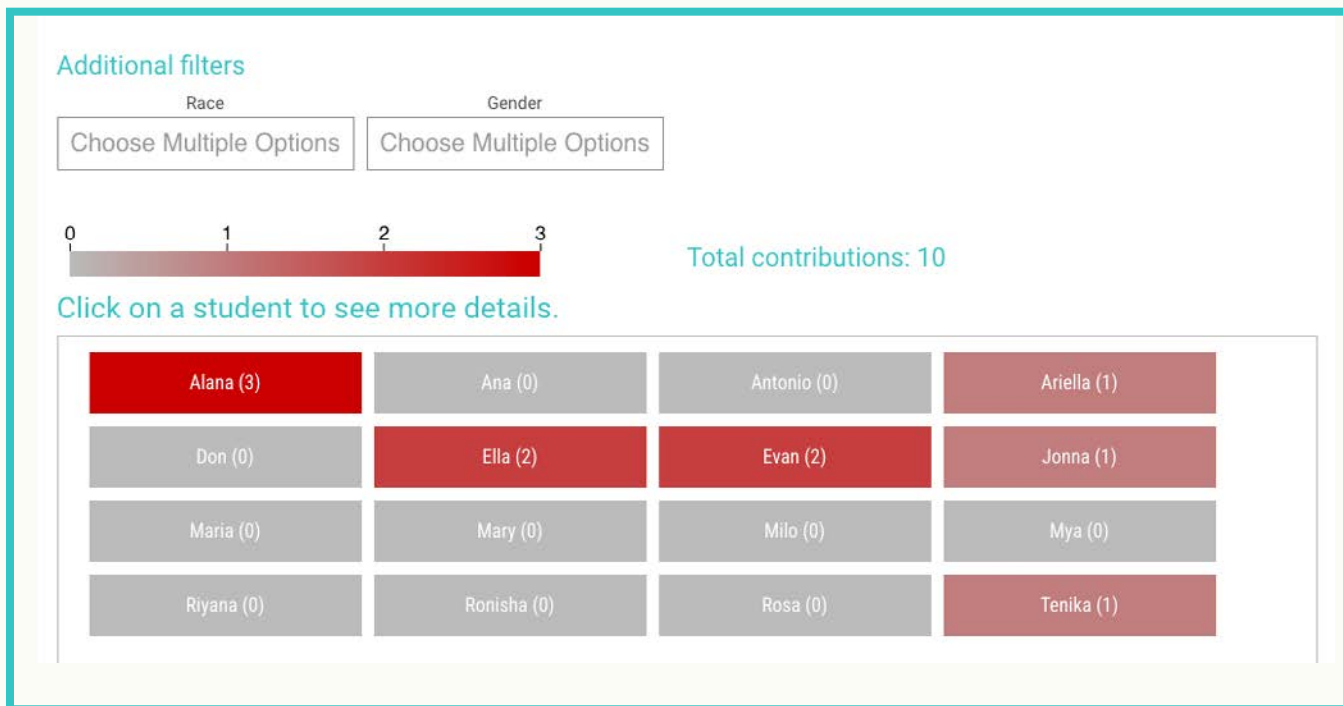 Additional filters
Race Gender
Choose Multiple Options Choose Multiple Options
0 1 2 3
Total contributions: 10
Click on a student to see more details.
Alana (3) Ana (0) Antonio (0) Ariella (1)
Don (0) Ella (2) Evan (2) Jonna (1)
Maria (0) Mary (0) Milo (0) Mya (0)
Riyana (0) Ronisha (0) Rosa (0) Tenika (1)